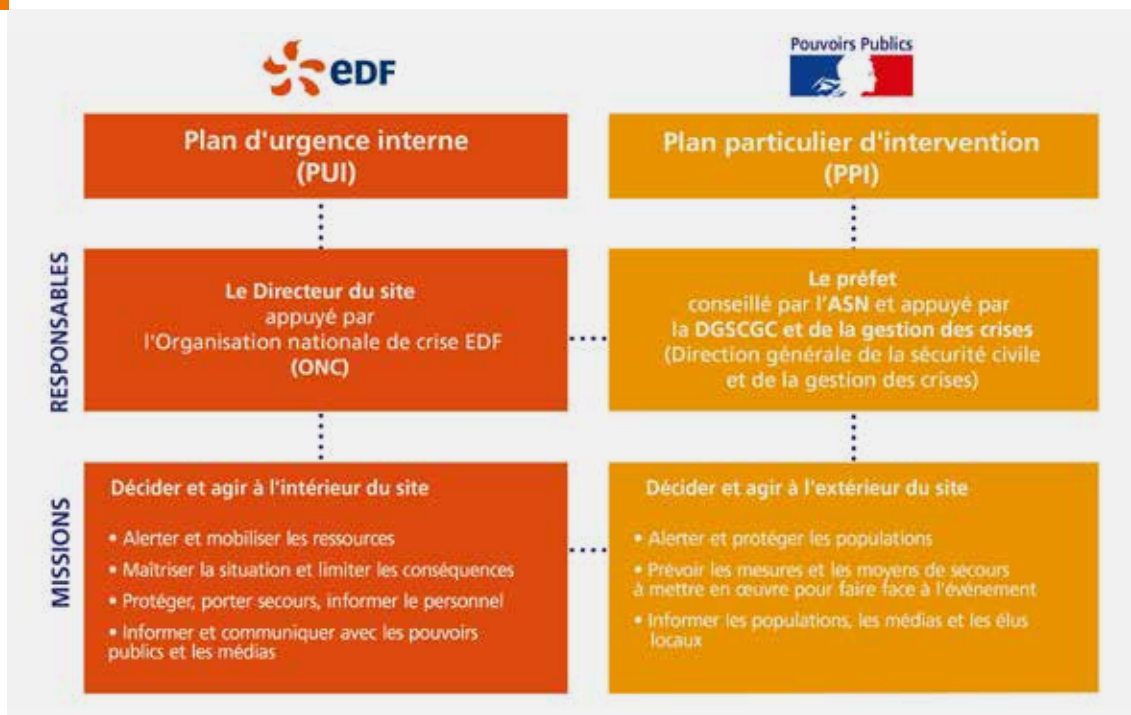 eDF
Pouvoirs Publics
Plan d'urgence interne
(PUI)
Plan particulier d'intervention
(PPI)
RESPONSABLES
Le Directeur du site
appuyé par
l'Organisation nationale de crise EDF
(ONC)
Le préfet
conseillé par l'ASN et appuyé par
la DGSCGC et de la gestion des crises
(Direction générale de la sécurité civile
et de la gestion des crises)
MISSIONS
Décider et agir à l'intérieur du site
• Alerter et mobiliser les ressources
• Maîtriser la situation et limiter les conséquences
• Protéger, porter secours, informer le personnel
• Informer et communiquer avec les pouvoirs
publics et les médias
Décider et agir à l'extérieur du site
• Alerter et protéger les populations
• Prévoir les mesures et les moyens de secours
à mettre en œuvre pour faire face à l'événement
• Informer les populations, les médias et les élus
locaux